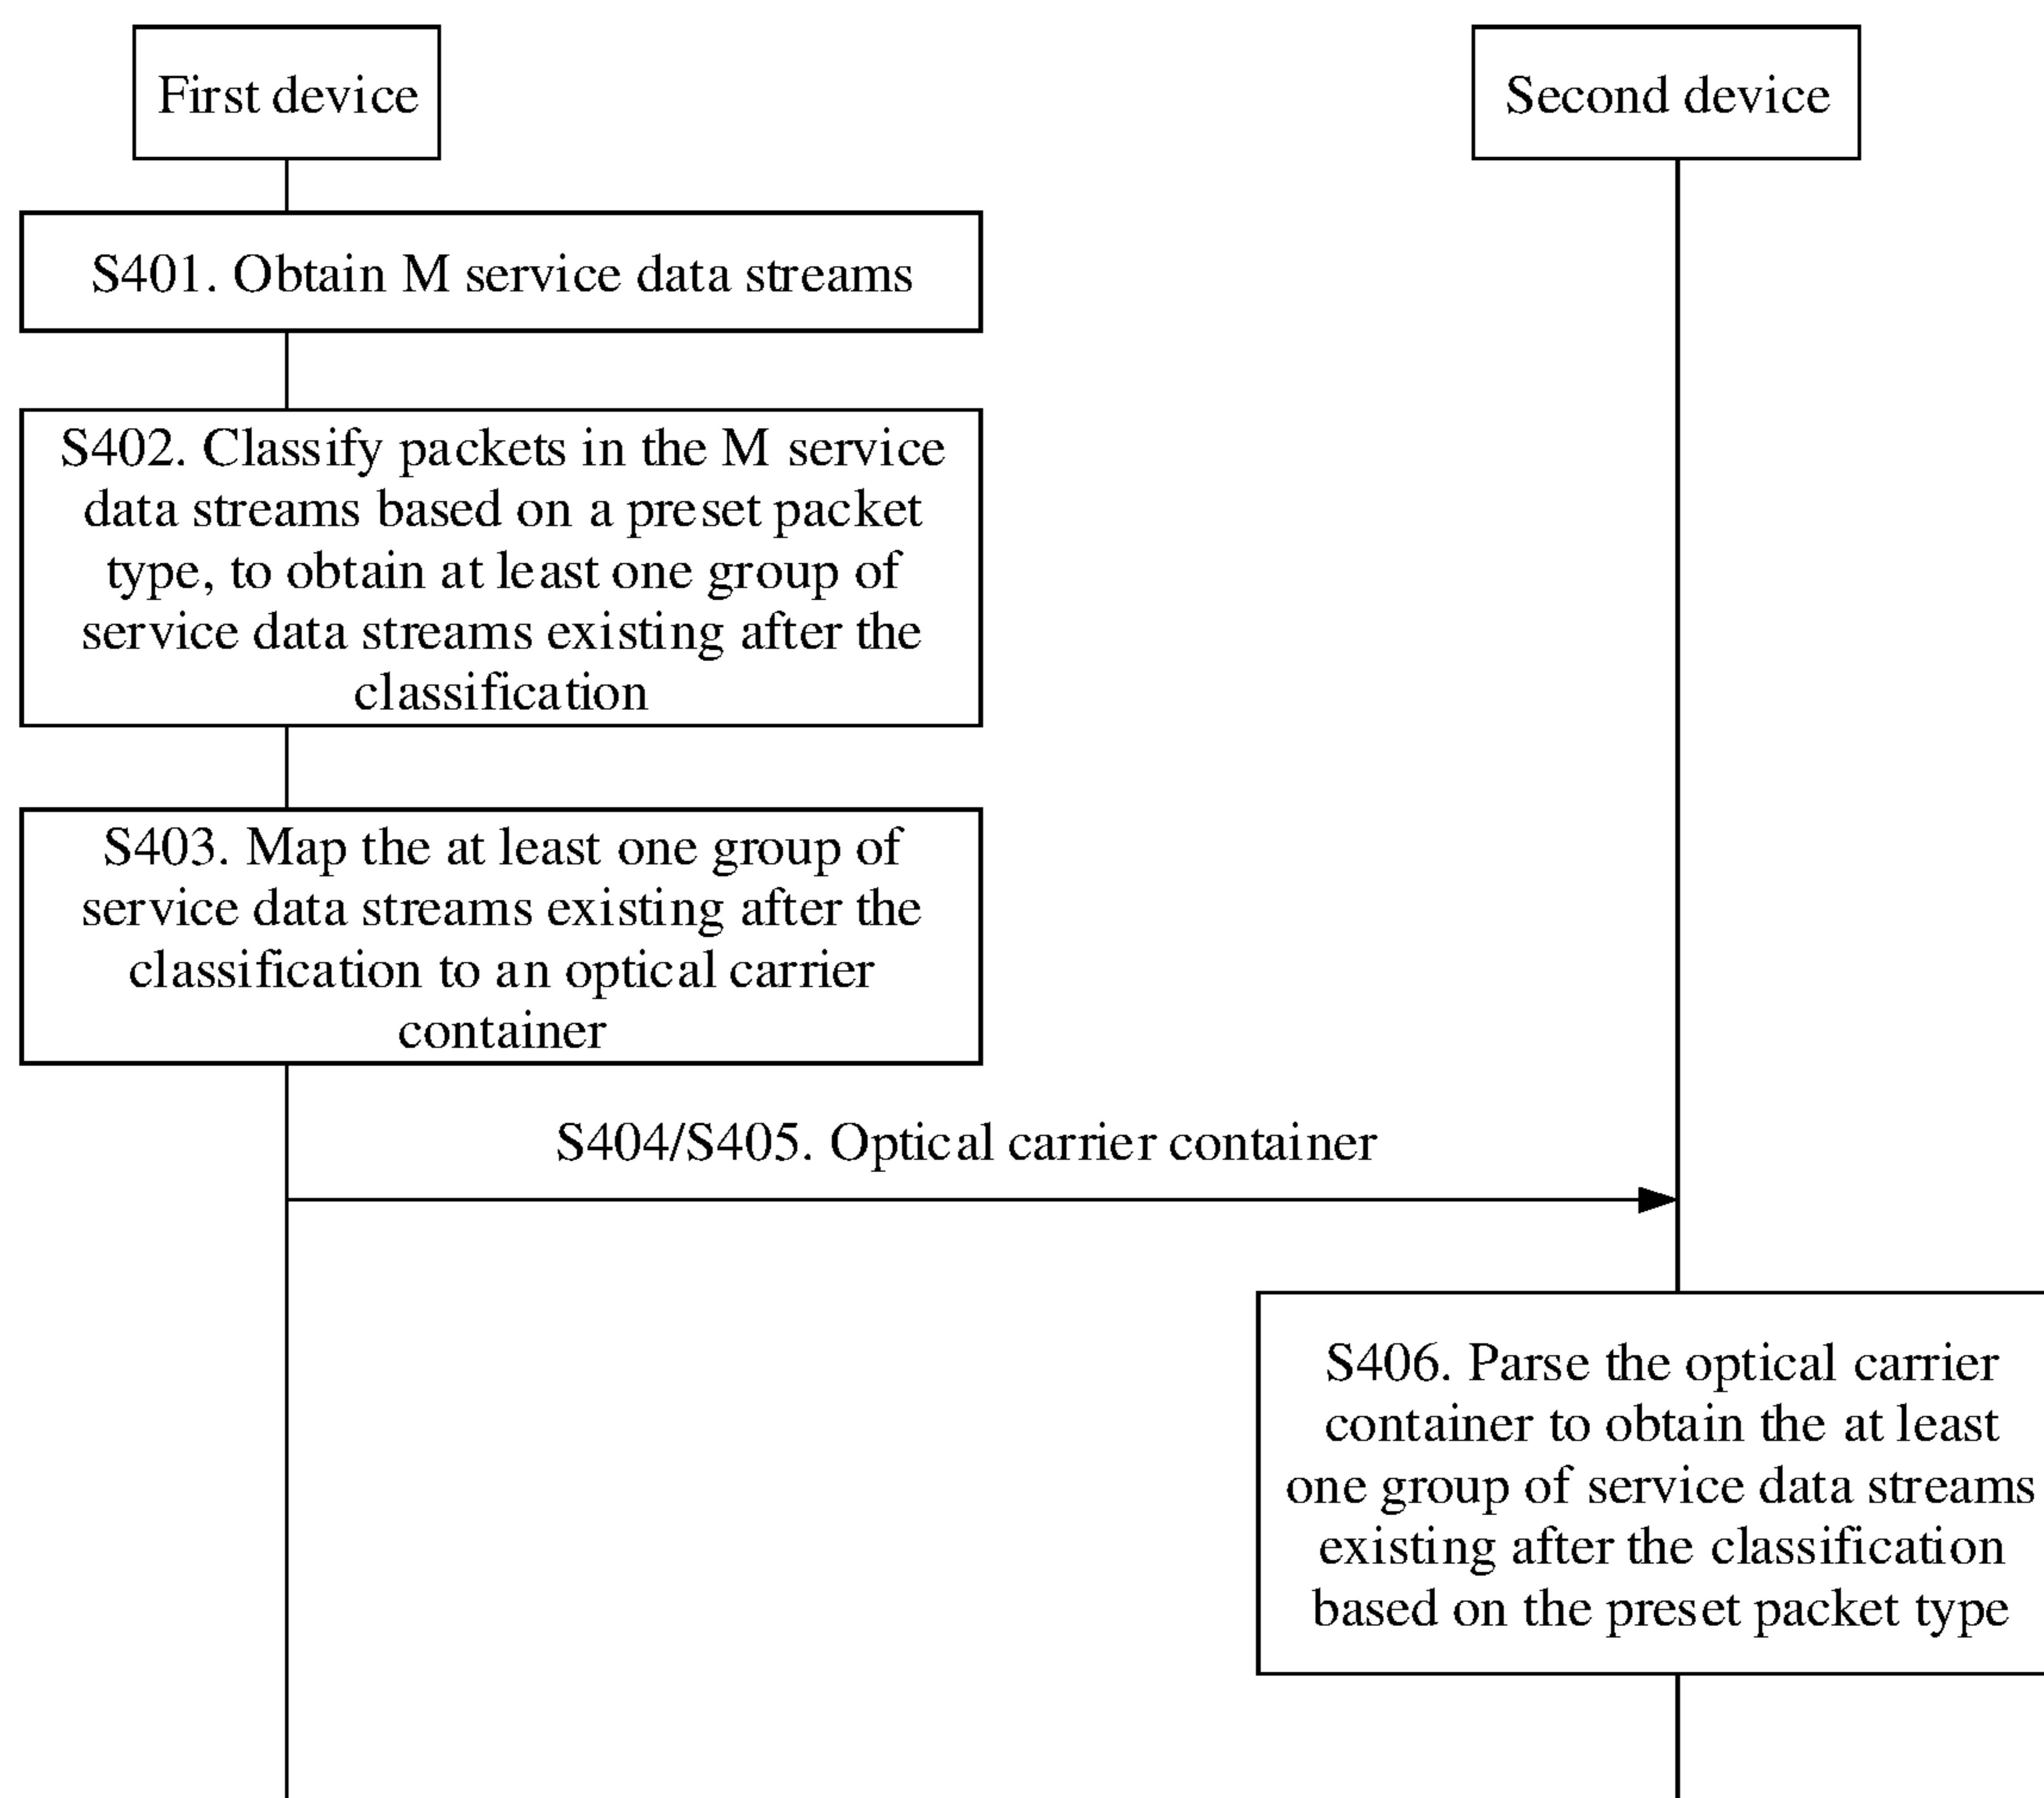 First device
Second device
S401. Obtain M service data streams
S402. Classify packets in the M service
data streams based on a preset packet
type, to obtain at least one group of
service data streams existing after the
classification
S403. Map the at least one group of
service data streams existing after the
classification to an optical carrier
container
S404/S405. Optical carrier container
S406. Parse the optical carrier
container to obtain the at least
one group of service data streams
existing after the classification
based on the preset packet type